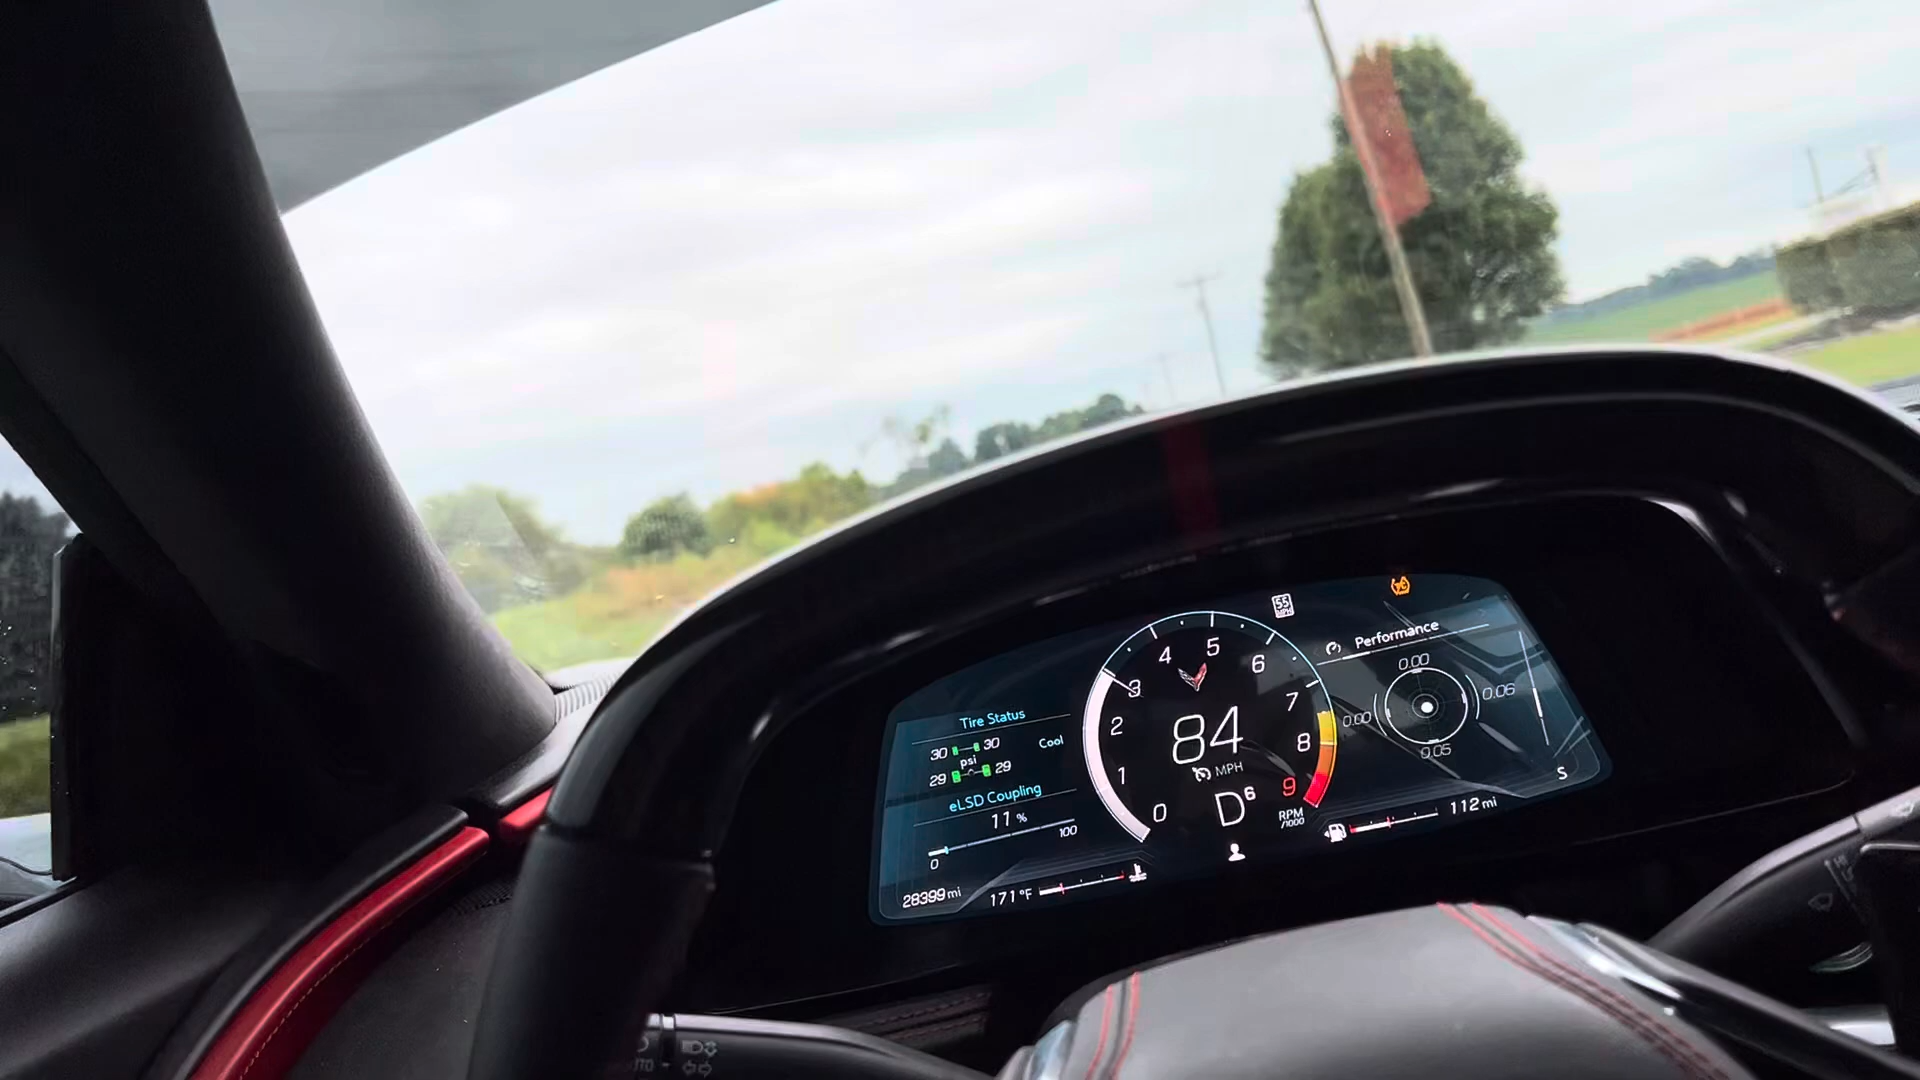 55
MPH
Performance
0.00
0.00
0.06
0.05
S
Tire Status
30 30
Cool
psi
29 29
eLSD Coupling
11 %
0 100
28399 mi
171 °F
0
1
2
3
4
5
6
7
8
9
84
MPH
D6
RPM
/1000
112 mi